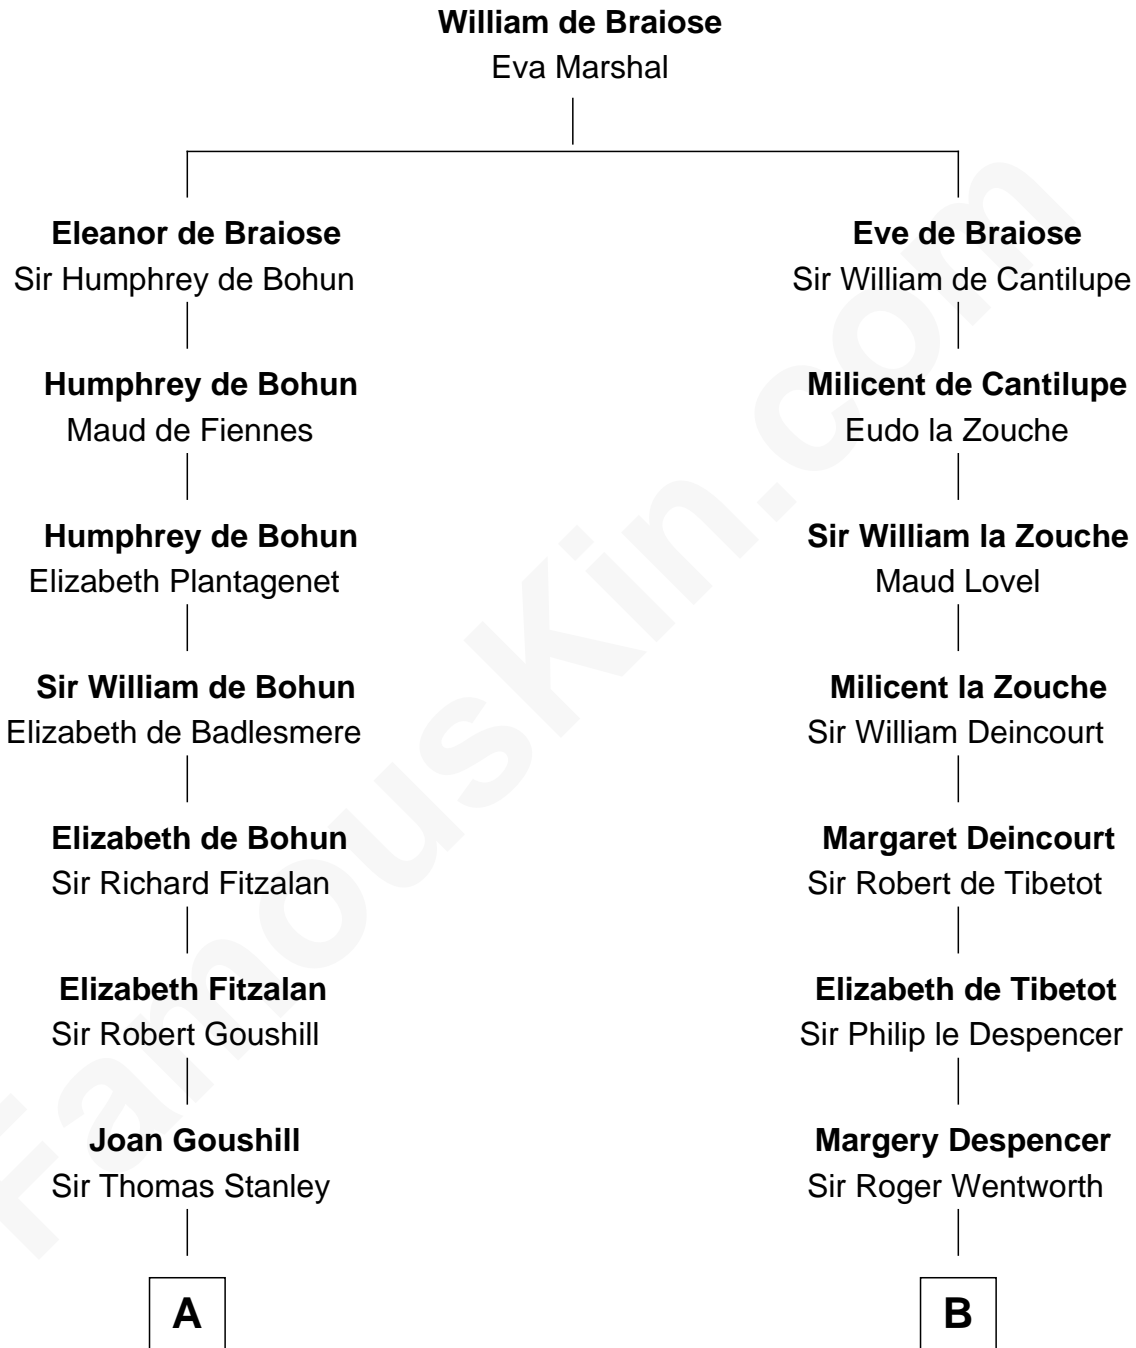 William de Braiose
Eva Marshal
Eleanor de Braiose
Sir Humphrey de Bohun
Humphrey de Bohun
Maud de Fiennes
Humphrey de Bohun
Elizabeth Plantagenet
Sir William de Bohun
Elizabeth de Badlesmere
Elizabeth de Bohun
Sir Richard Fitzalan
Elizabeth Fitzalan
Sir Robert Goushill
Joan Goushill
Sir Thomas Stanley
A
Eve de Braiose
Sir William de Cantilupe
Milicent de Cantilupe
Eudo la Zouche
Sir William la Zouche
Maud Lovel
Milicent la Zouche
Sir William Deincourt
Margaret Deincourt
Sir Robert de Tibetot
Elizabeth de Tibetot
Sir Philip le Despencer
Margery Despencer
Sir Roger Wentworth
B
FamousKin.com